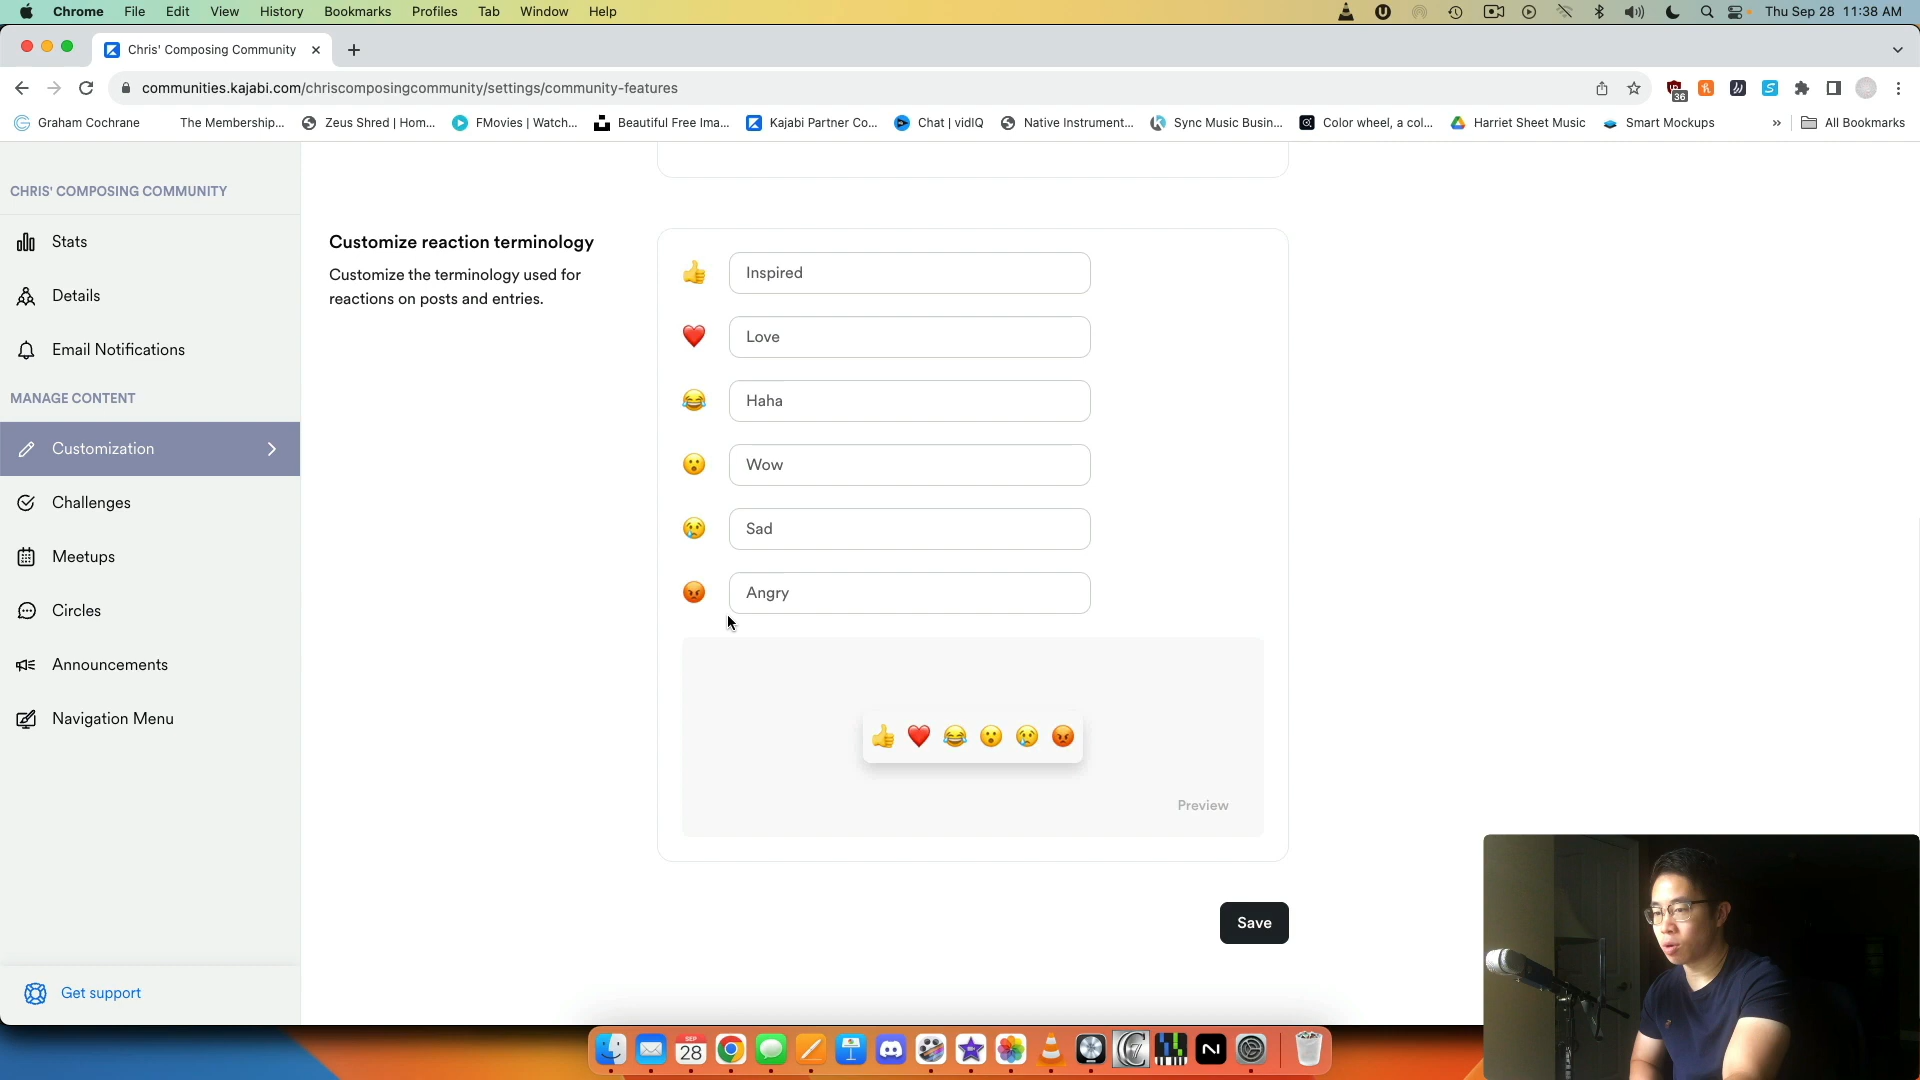 Chrome File Edit View History Bookmarks Profiles Tab Window Help Thu Sep 28 11:38 AM
Chris' Composing Community
communities.kajabi.com/chriscomposingcommunity/settings/community-features
36
Graham Cochrane The Membership... Zeus Shred | Hom... FMovies | Watch... Beautiful Free Ima... Kajabi Partner Co... Chat | vidIQ Native Instrument... Sync Music Busin... Color wheel, a col... Harriet Sheet Music Smart Mockups » All Bookmarks
CHRIS' COMPOSING COMMUNITY
Stats
Details
Email Notifications
MANAGE CONTENT
Customization
Challenges
Meetups
Circles
Announcements
Navigation Menu
Get support
Customize reaction terminology
Customize the terminology used for
reactions on posts and entries.
Inspired
Love
Haha
Wow
Sad
Angry
Preview
Save
SEP
28